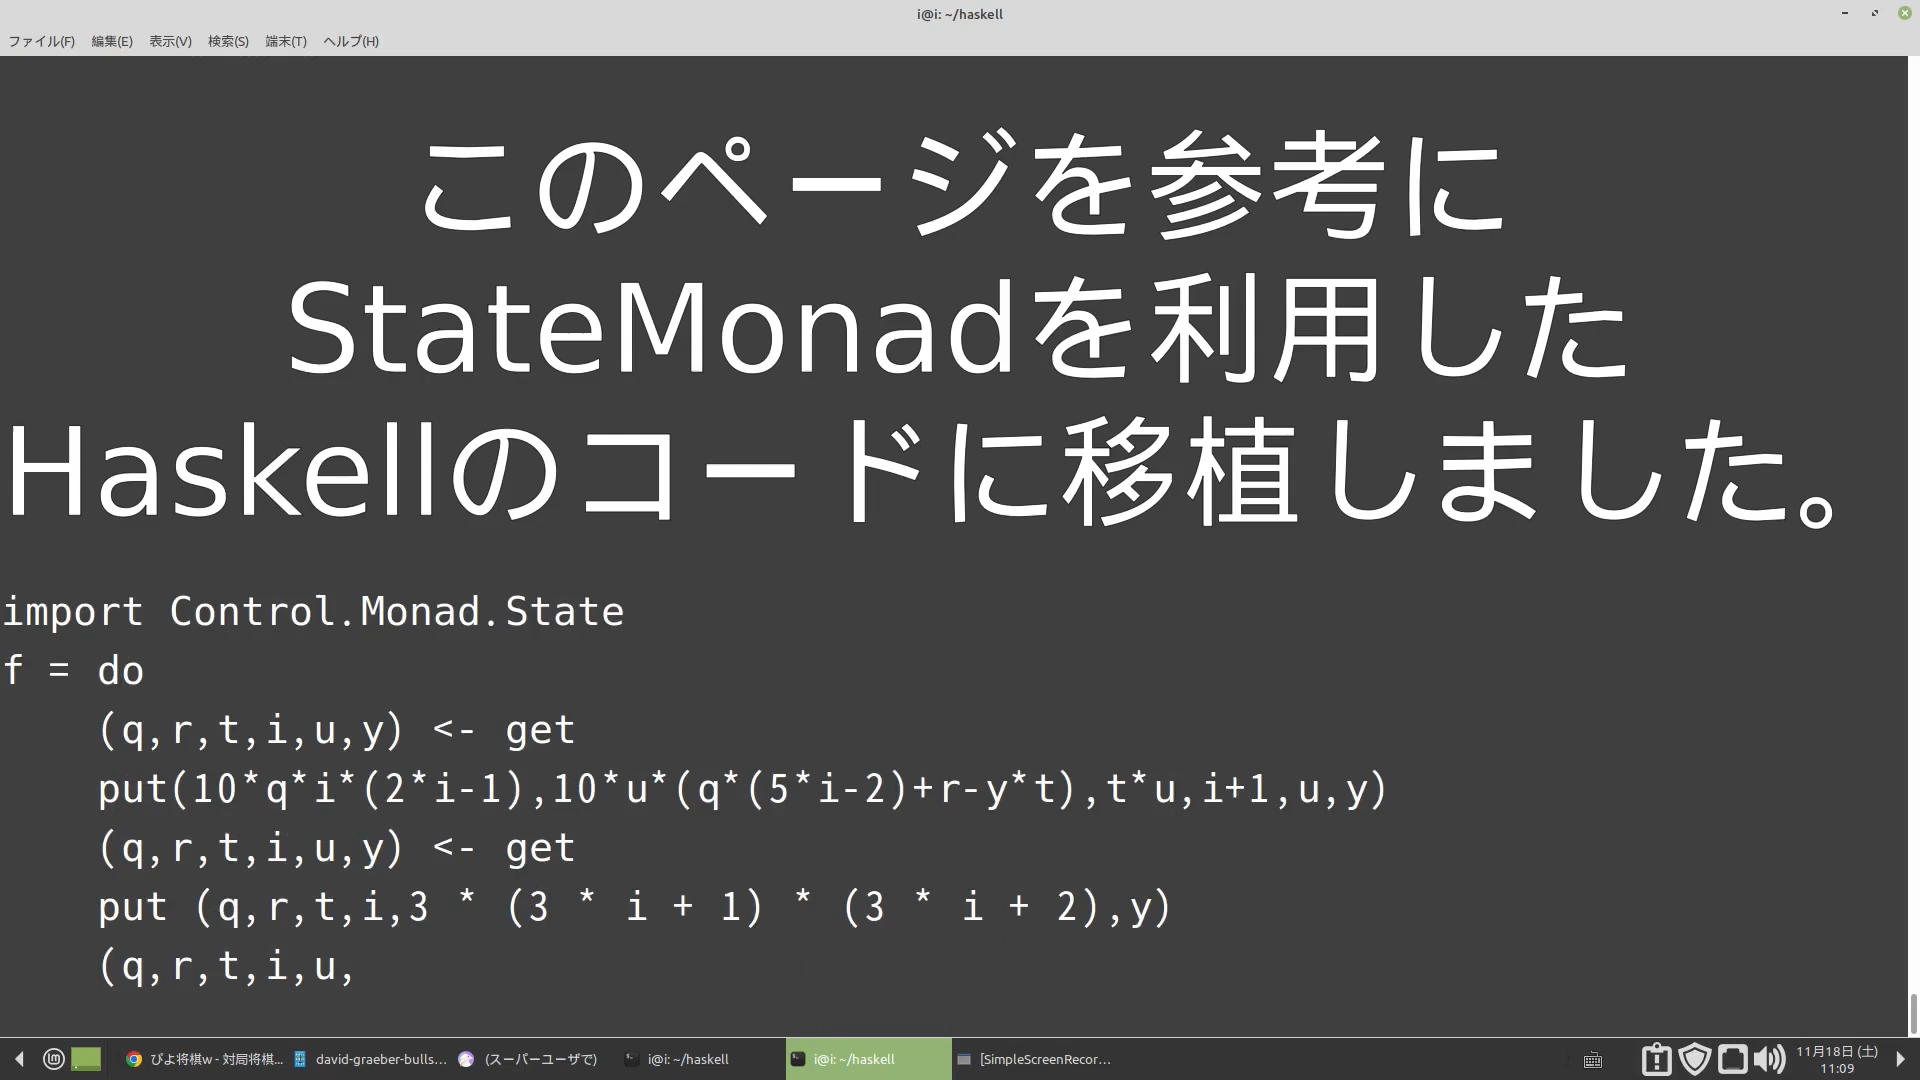 i@i: ~/haskell
ファイル(F) 編集(E) 表示(V) 検索(S) 端末(T) ヘルプ(H)
このページを参考に
StateMonadを利用した
Haskellのコードに移植しました。
import Control.Monad.State
f = do
    (q,r,t,i,u,y) <- get
    put(10*q*i*(2*i-1),10*u*(q*(5*i-2)+r-y*t),t*u,i+1,u,y)
    (q,r,t,i,u,y) <- get
    put (q,r,t,i,3 * (3 * i + 1) * (3 * i + 2),y)
    (q,r,t,i,u,
ぴよ将棋w - 対局将棋... david-graeber-bulls... (スーパーユーザで) i@i: ~/haskell i@i: ~/haskell [SimpleScreenRecor... 11月18日 (土)
11:09